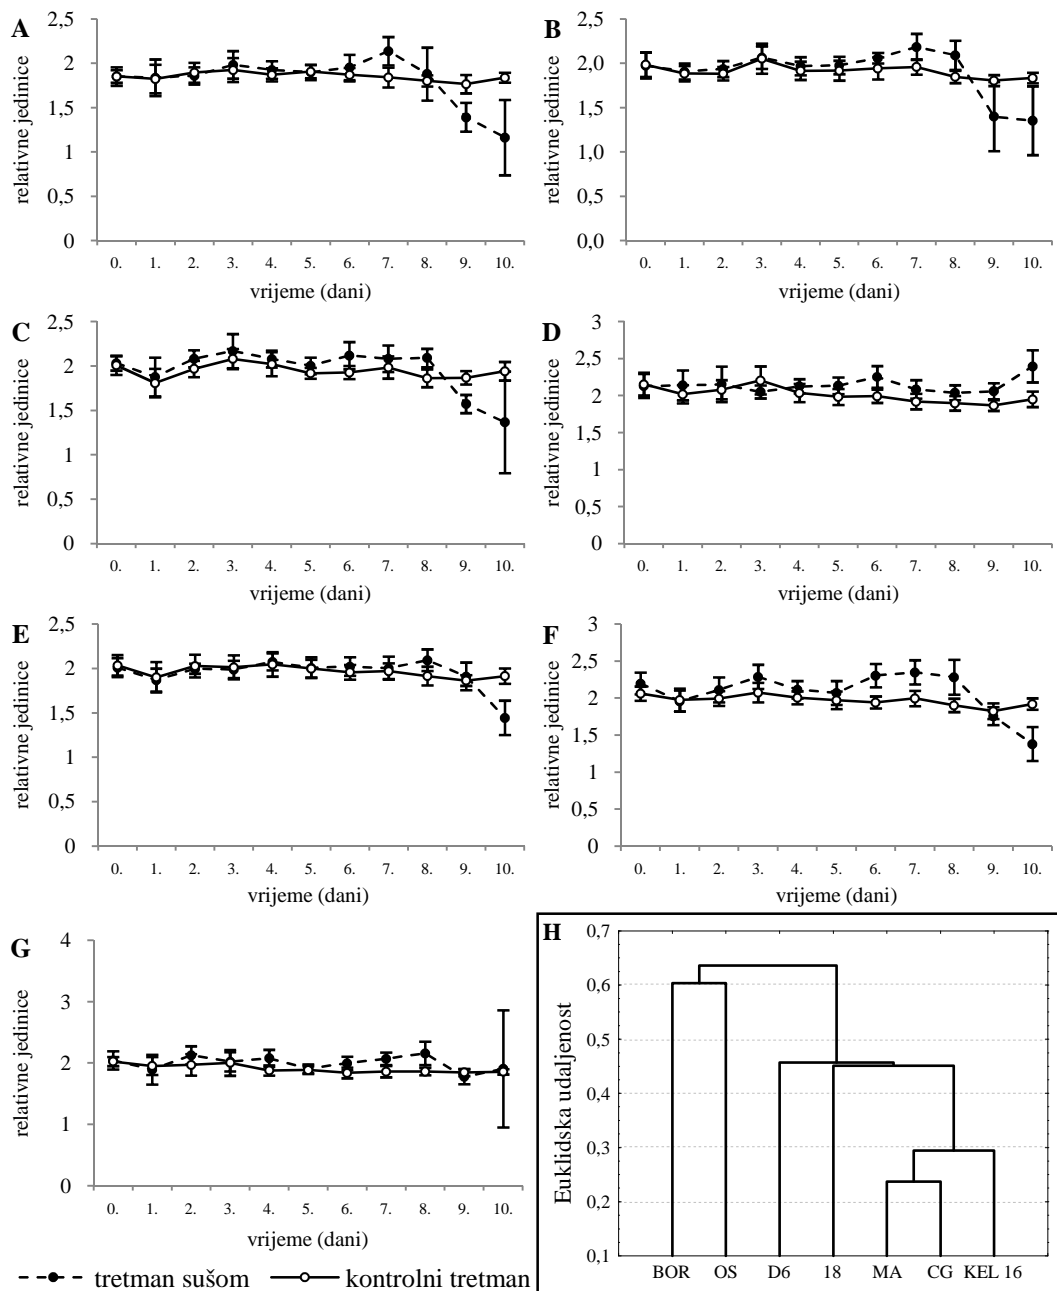 A
relativne jedinice
2,5
2
1,5
1
0,5
0
0. 1. 2. 3. 4. 5. 6. 7. 8. 9. 10.
vrijeme (dani)
B
relativne jedinice
2,5
2,0
1,5
1,0
0,5
0,0
0. 1. 2. 3. 4. 5. 6. 7. 8. 9. 10.
vrijeme (dani)
C
relativne jedinice
2,5
2
1,5
1
0,5
0
0. 1. 2. 3. 4. 5. 6. 7. 8. 9. 10.
vrijeme (dani)
D
relativne jedinice
3
2,5
2
1,5
1
0,5
0
0. 1. 2. 3. 4. 5. 6. 7. 8. 9. 10.
vrijeme (dani)
E
relativne jedinice
2,5
2
1,5
1
0,5
0
0. 1. 2. 3. 4. 5. 6. 7. 8. 9. 10.
vrijeme (dani)
F
relativne jedinice
3
2,5
2
1,5
1
0,5
0
0. 1. 2. 3. 4. 5. 6. 7. 8. 9. 10.
vrijeme (dani)
G
relativne jedinice
4
3
2
1
0
0. 1. 2. 3. 4. 5. 6. 7. 8. 9. 10.
vrijeme (dani)
H
Euklidska udaljenost
0,7
0,6
0,5
0,4
0,3
0,2
0,1
BOR OS D6 18 MA CG KEL 16
tretman sušom kontrolni tretman